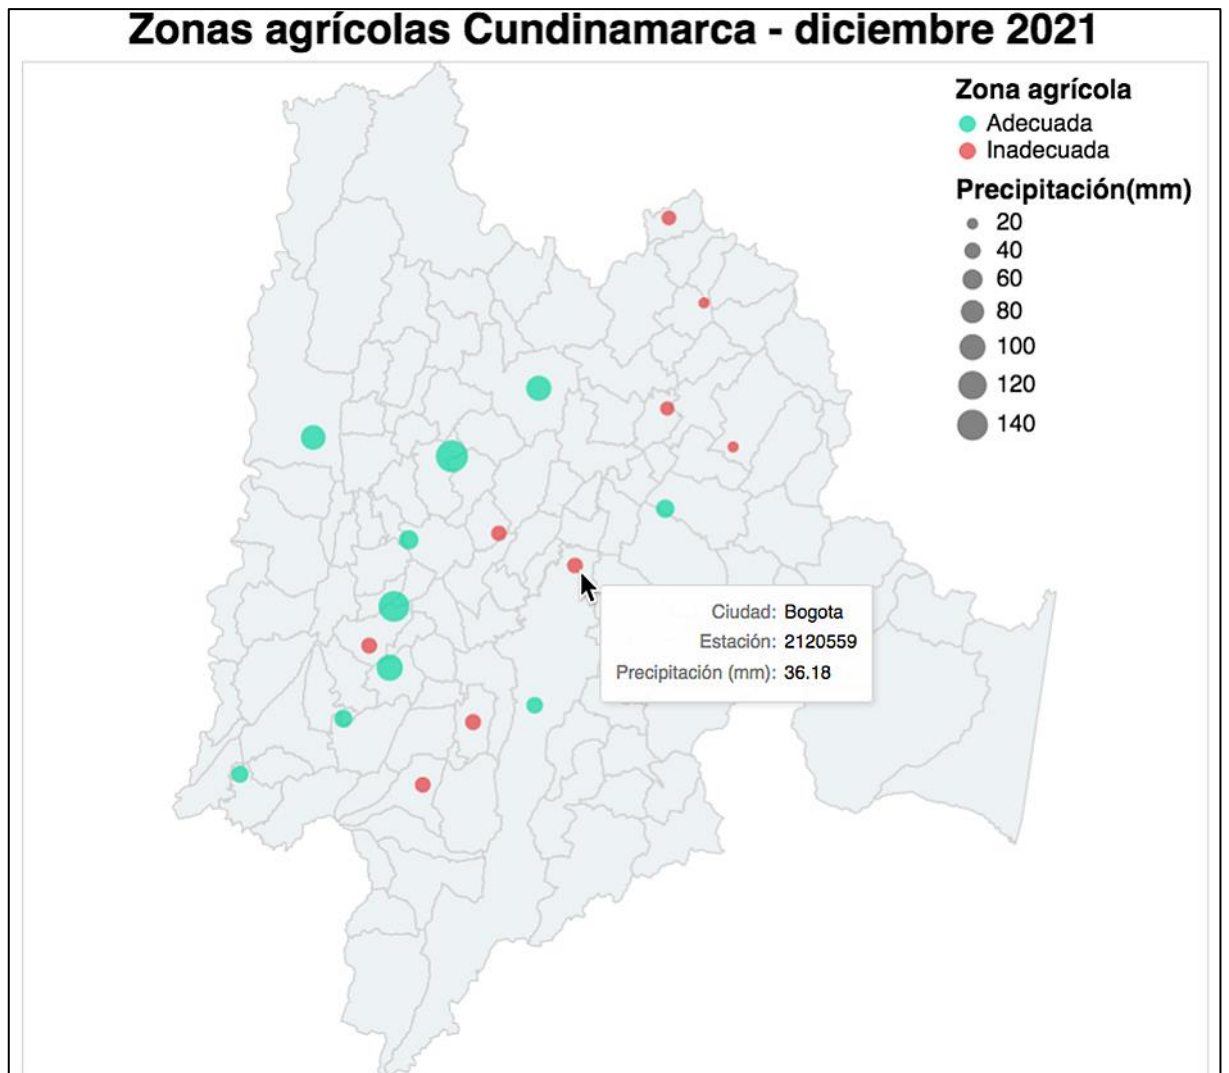 Zonas agrícolas Cundinamarca - diciembre 2021
Zona agrícola
Adecuada
Inadecuada
Precipitación(mm)
20
40
60
80
100
120
140
Ciudad: Bogota
Estación: 2120559
Precipitación (mm): 36.18